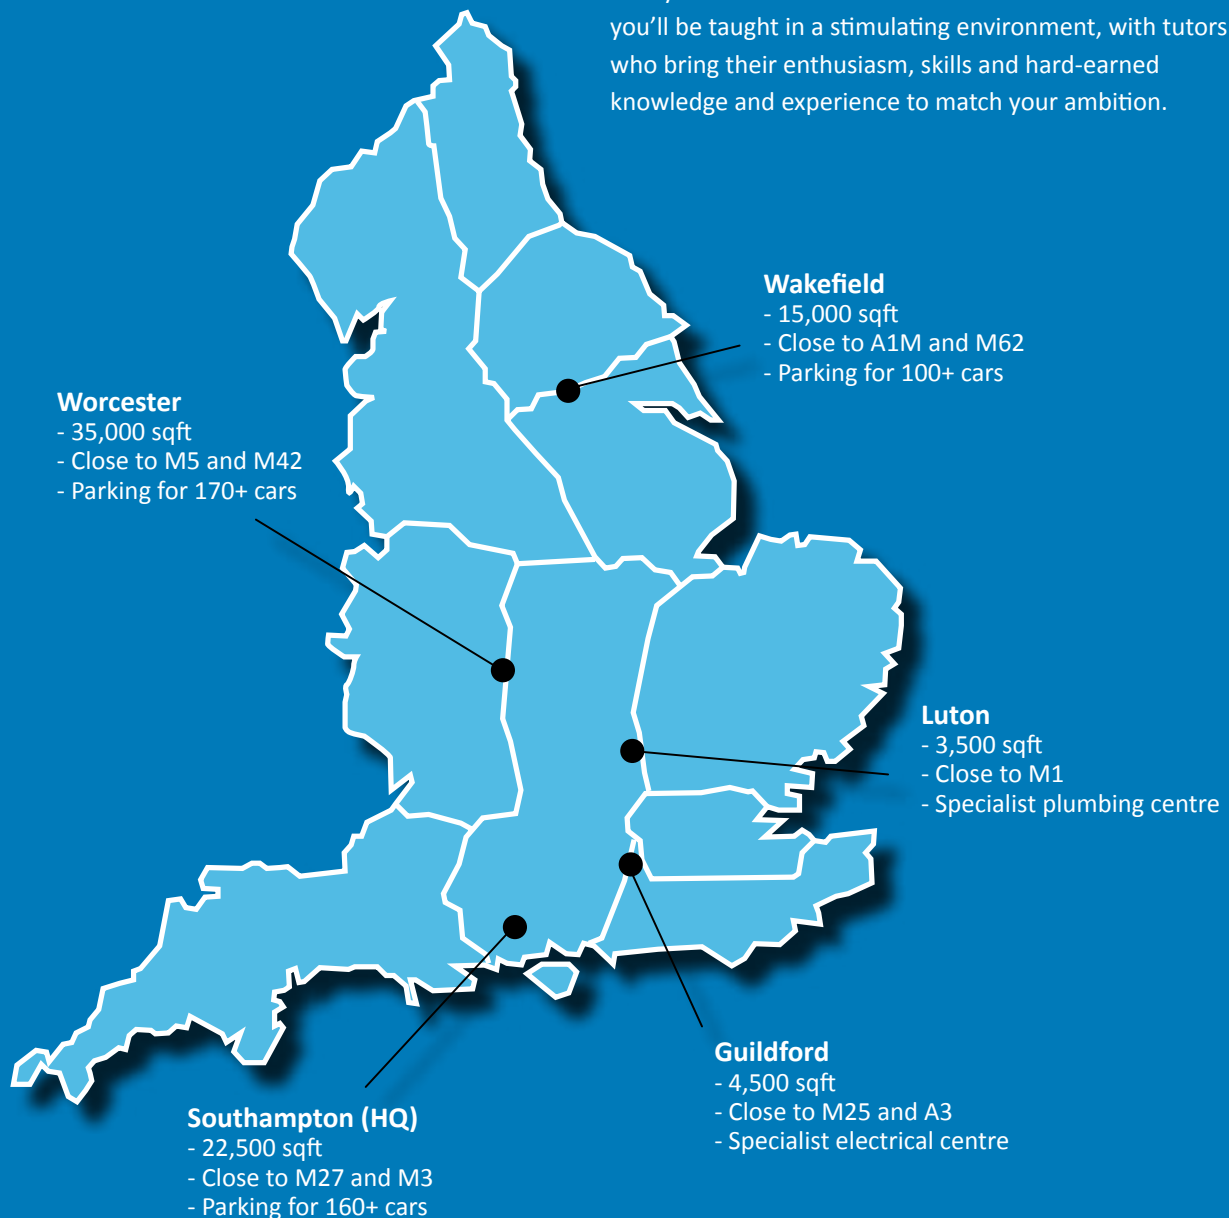 you’ll be taught in a stimulating environment, with tutors
who bring their enthusiasm, skills and hard-earned
knowledge and experience to match your ambition.
Wakefield
- 15,000 sqft
- Close to A1M and M62
- Parking for 100+ cars
Worcester
- 35,000 sqft
- Close to M5 and M42
- Parking for 170+ cars
Luton
- 3,500 sqft
- Close to M1
- Specialist plumbing centre
Guildford
- 4,500 sqft
- Close to M25 and A3
- Specialist electrical centre
Southampton (HQ)
- 22,500 sqft
- Close to M27 and M3
- Parking for 160+ cars